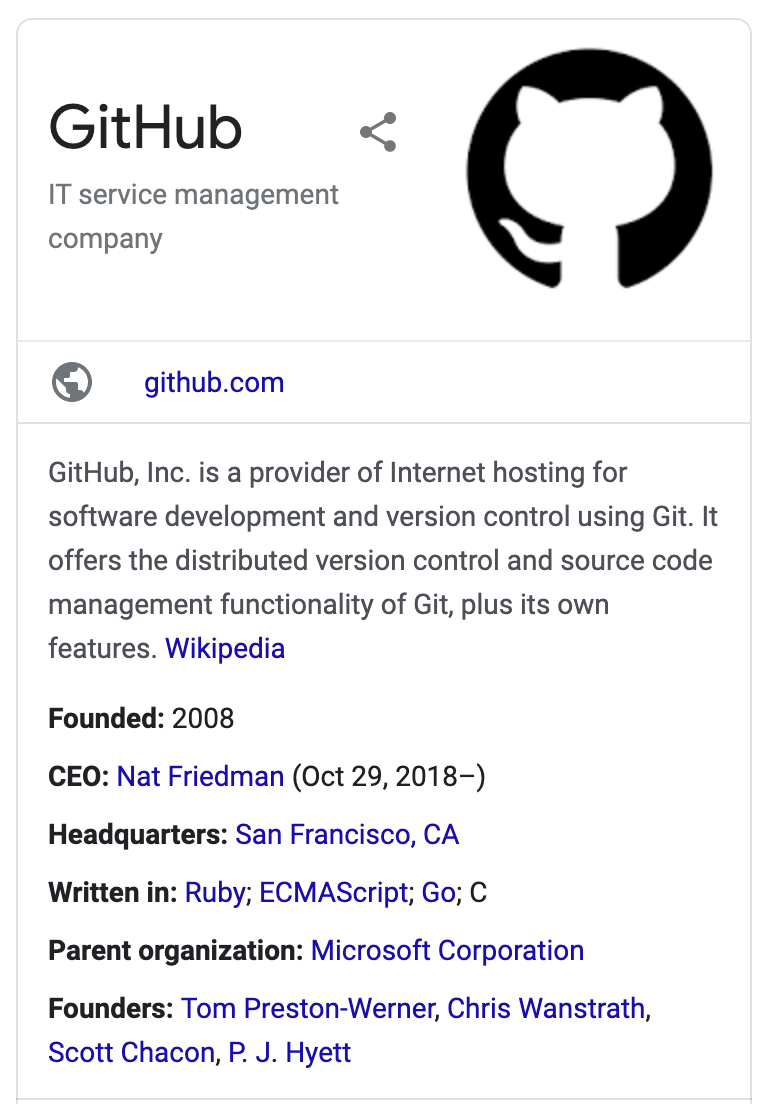 GitHub
IT service management
company
github.com
GitHub, Inc. is a provider of Internet hosting for
software development and version control using Git. It
offers the distributed version control and source code
management functionality of Git, plus its own
features. Wikipedia
Founded: 2008
CEO: Nat Friedman (Oct 29, 2018–)
Headquarters: San Francisco, CA
Written in: Ruby; ECMAScript; Go; C
Parent organization: Microsoft Corporation
Founders: Tom Preston-Werner, Chris Wanstrath,
Scott Chacon, P. J. Hyett